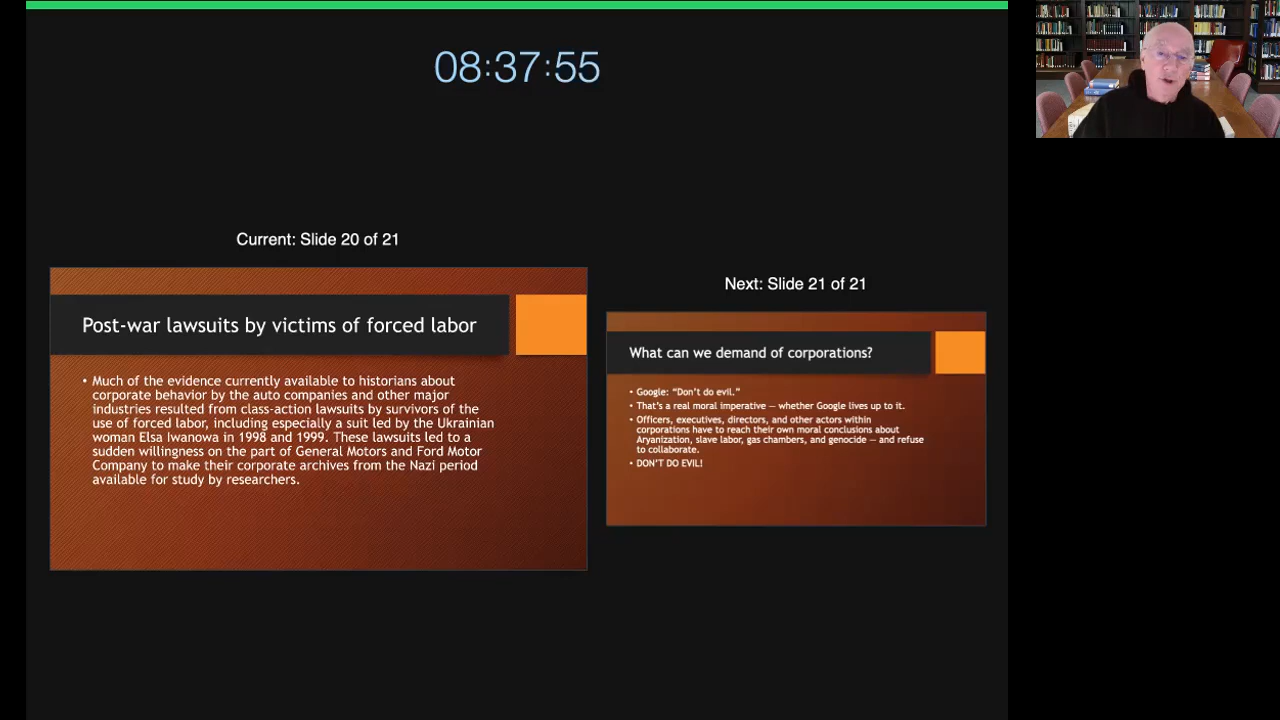 08:37:55
Current: Slide 20 of 21
Post-war lawsuits by victims of forced labor
• Much of the evidence currently available to historians about
corporate behavior by the auto companies and other major
industries resulted from class-action lawsuits by survivors of the
use of forced labor, including especially a suit led by the Ukrainian
woman Elsa Iwanowa in 1998 and 1999. These lawsuits led to a
sudden willingness on the part of General Motors and Ford Motor
Company to make their corporate archives from the Nazi period
available for study by researchers.
Next: Slide 21 of 21
What can we demand of corporations?
• Google: “Don’t do evil.”
• That’s a real moral imperative — whether Google lives up to it.
• Officers, executives, directors, and other actors within
corporations have to reach their own moral conclusions about
Aryanization, slave labor, gas chambers, and genocide — and refuse
to collaborate.
• DON’T DO EVIL!